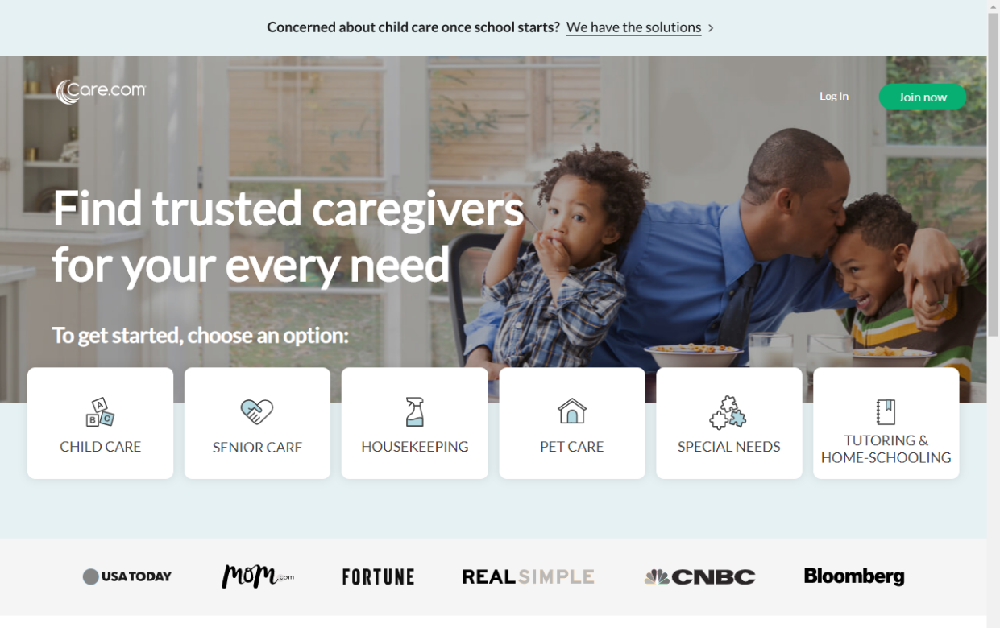 Concerned about child care once school starts? We have the solutions >
Care.com
Log In
Join now
Find trusted caregivers
for your every need
To get started, choose an option:
A
B C
CHILD CARE
SENIOR CARE
HOUSEKEEPING
PET CARE
SPECIAL NEEDS
TUTORING &
HOME-SCHOOLING
USA TODAY
MOM.com
FORTUNE
REAL SIMPLE
CNBC
Bloomberg